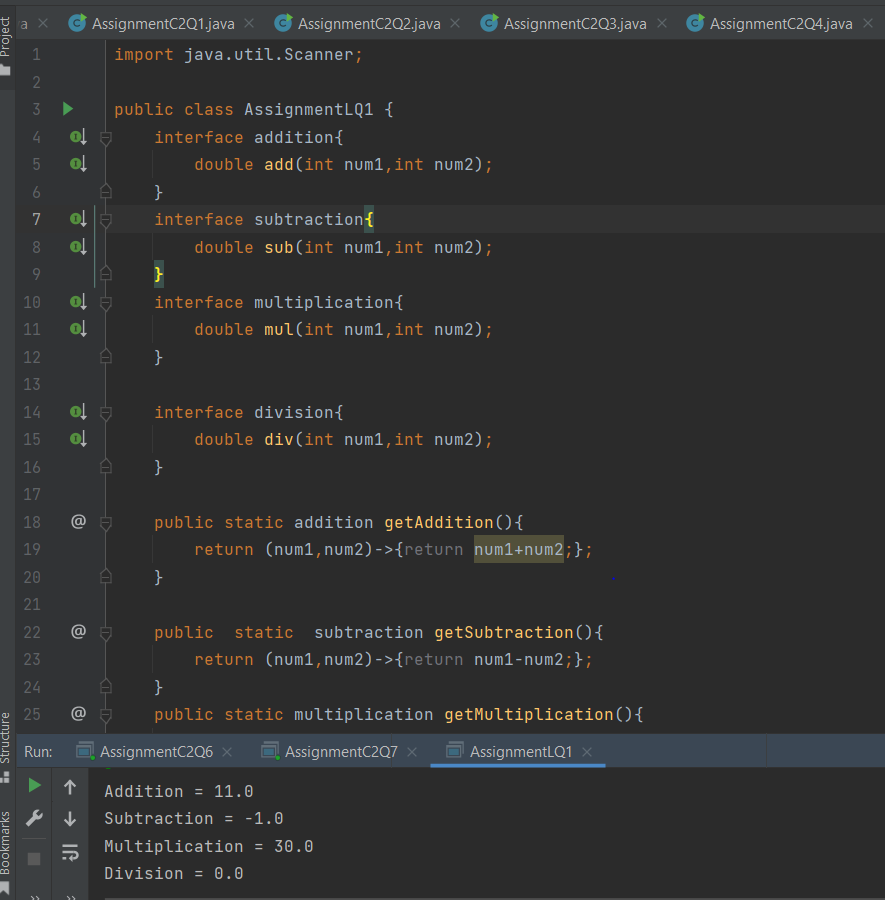 Project
a
AssignmentC2Q1.java
AssignmentC2Q2.java
AssignmentC2Q3.java
AssignmentC2Q4.java
1 import java.util.Scanner;
2
3 public class AssignmentLQ1 {
4 interface addition{
5 double add(int num1,int num2);
6 }
7 interface subtraction{
8 double sub(int num1,int num2);
9 }
10 interface multiplication{
11 double mul(int num1,int num2);
12 }
13
14 interface division{
15 double div(int num1,int num2);
16 }
17
18 @ public static addition getAddition(){
19 return (num1,num2)->{return num1+num2;};
20 }
21
22 @ public  static  subtraction getSubtraction(){
23 return (num1,num2)->{return num1-num2;};
24 }
25 @ public static multiplication getMultiplication(){
Structure
Bookmarks
Run: AssignmentC2Q6 AssignmentC2Q7 AssignmentLQ1
Addition = 11.0
Subtraction = -1.0
Multiplication = 30.0
Division = 0.0